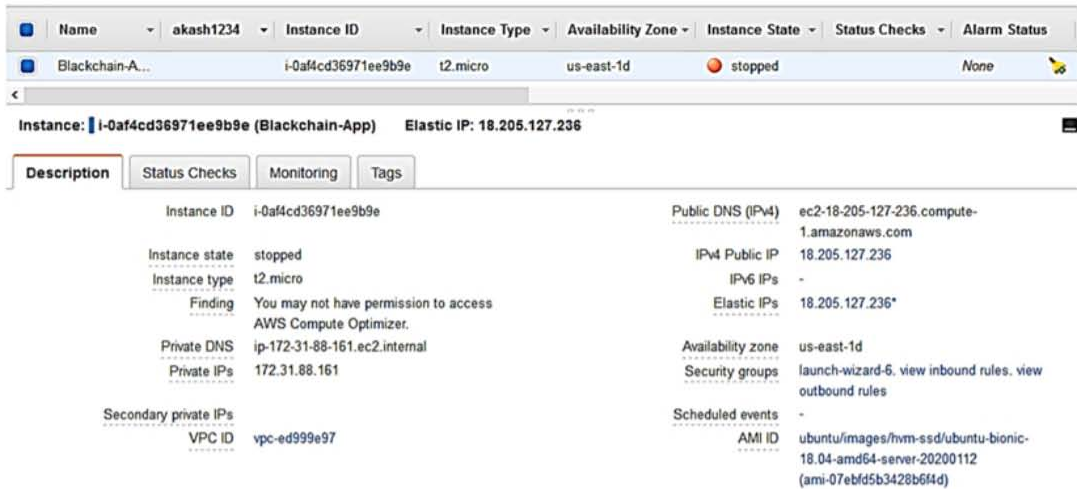 Name akash1234 Instance ID Instance Type Availability Zone Instance State Status Checks Alarm Status
Blackchain-A... i-0af4cd36971ee9b9e t2.micro us-east-1d stopped None
Instance: i-0af4cd36971ee9b9e (Blackchain-App) Elastic IP: 18.205.127.236
Description Status Checks Monitoring Tags
Instance ID i-0af4cd36971ee9b9e Public DNS (IPv4) ec2-18-205-127-236.compute-
1.amazonaws.com
Instance state stopped IPv4 Public IP 18.205.127.236
Instance type t2.micro IPv6 IPs -
Finding You may not have permission to access Elastic IPs 18.205.127.236*
AWS Compute Optimizer.
Private DNS ip-172-31-88-161.ec2.internal Availability zone us-east-1d
Private IPs 172.31.88.161 Security groups launch-wizard-6. view inbound rules. view
outbound rules
Secondary private IPs Scheduled events -
VPC ID vpc-ed999e97 AMI ID ubuntu/images/hvm-ssd/ubuntu-bionic-
18.04-amd64-server-20200112
(ami-07ebfd5b3428b6f4d)